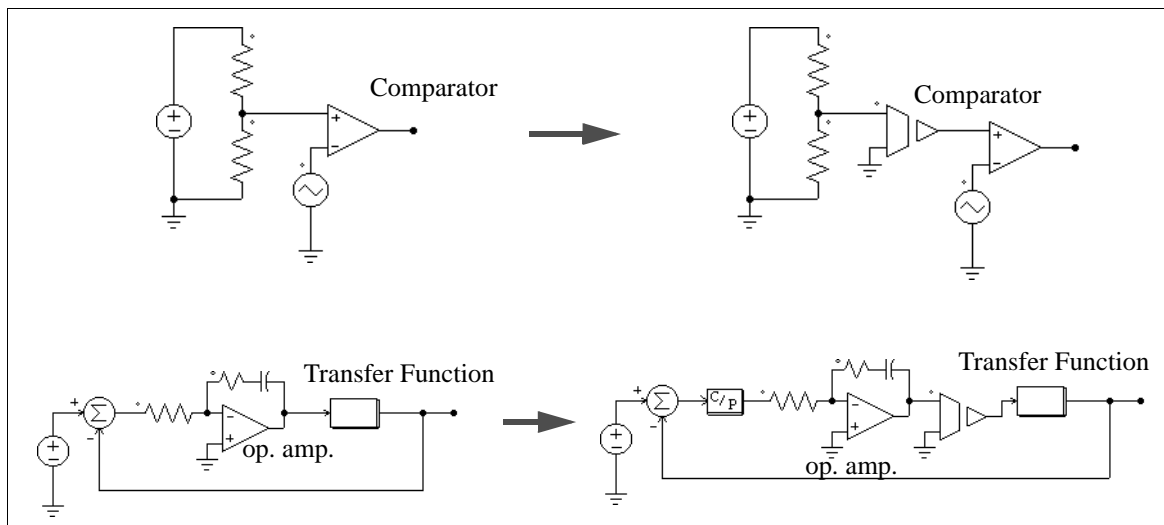 Comparator
Comparator
Transfer Function
op. amp.
C/P
Transfer Function
op. amp.